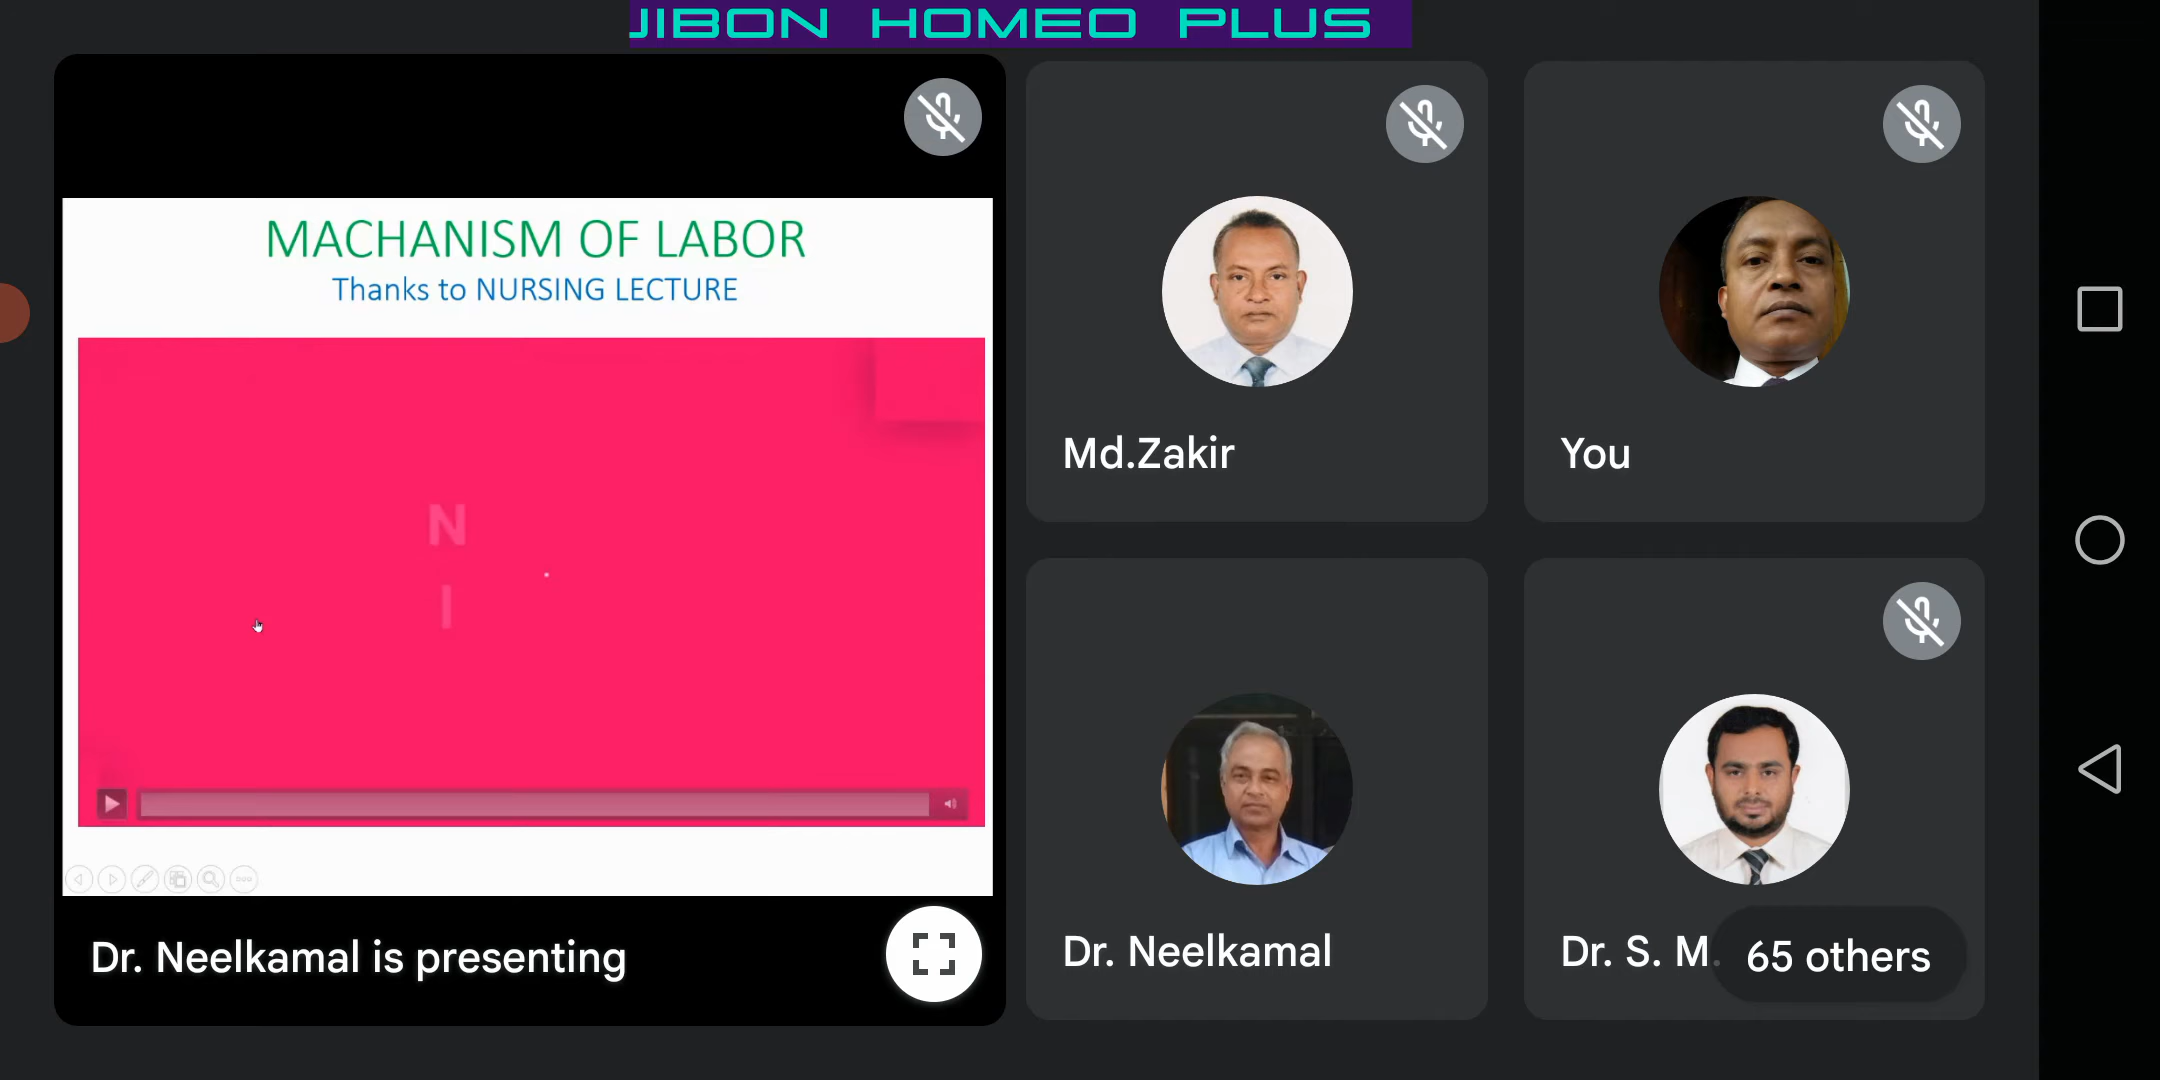 JIBON HOMEO PLUS
MACHANISM OF LABOR
Thanks to NURSING LECTURE
N
I
Dr. Neelkamal is presenting
Md.Zakir
You
Dr. Neelkamal
Dr. S. M.
65 others